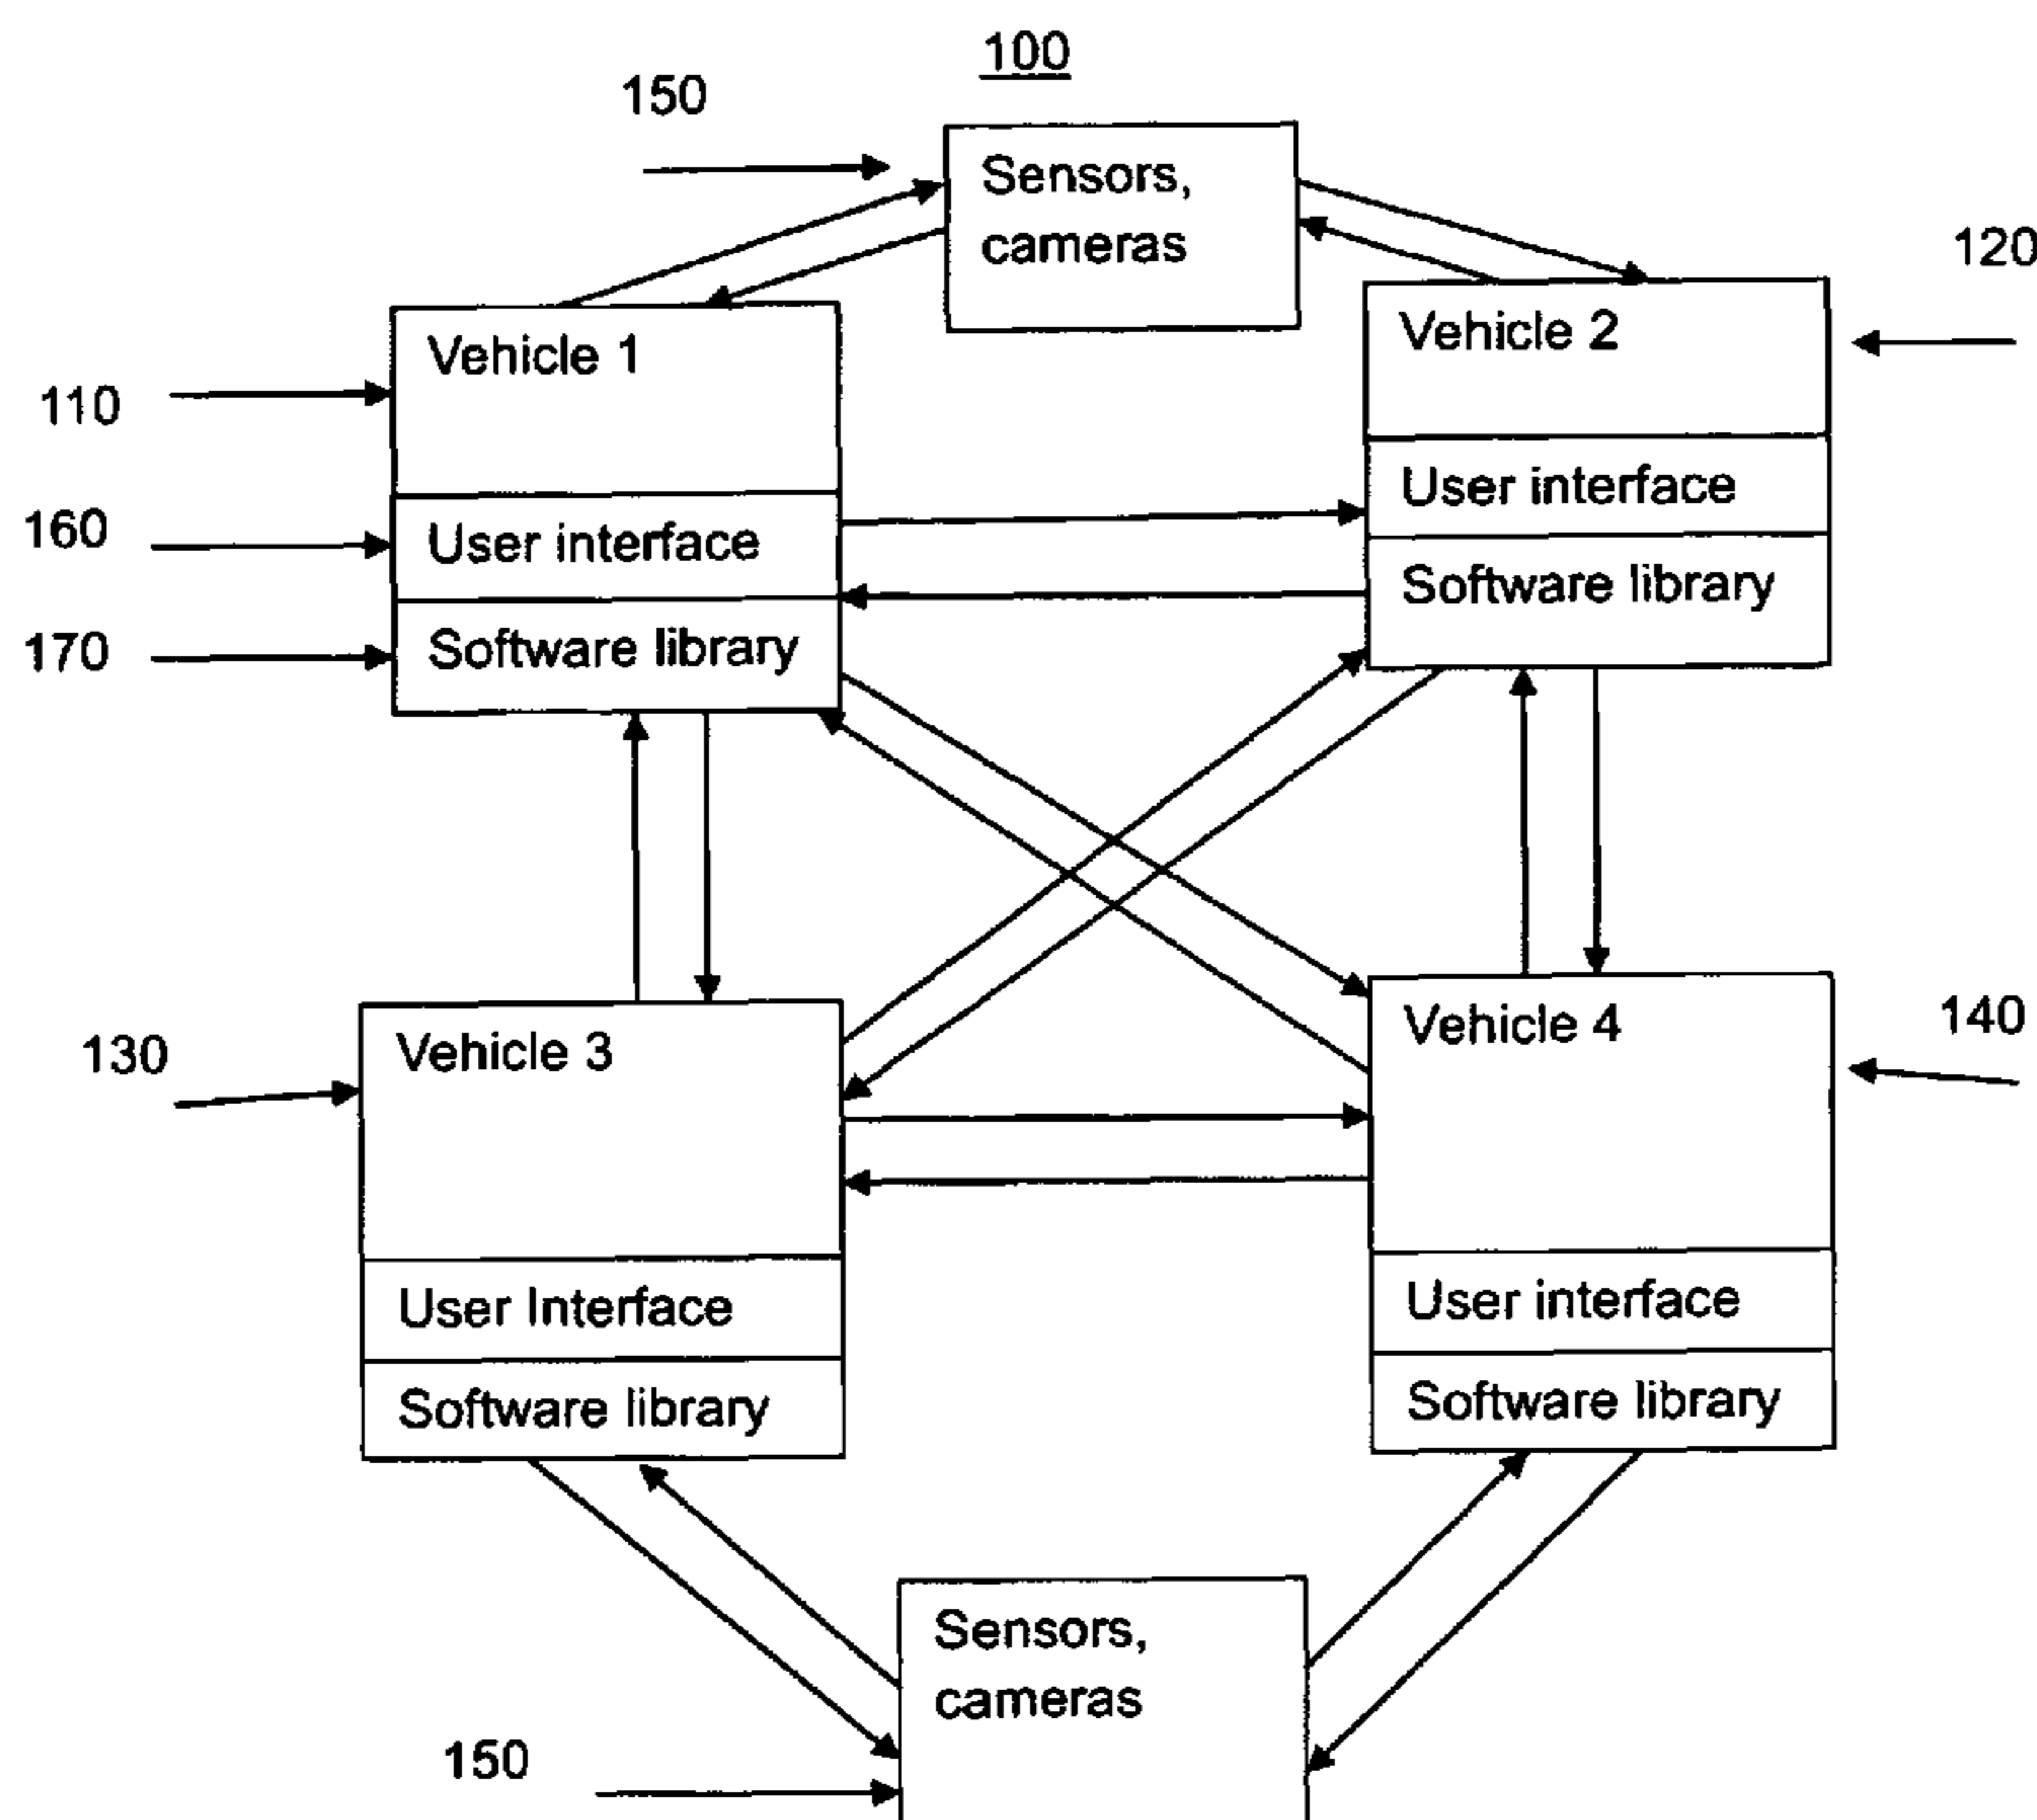 100
150
Sensors,
cameras
120
Vehicle 1
Vehicle 2
110
User interface
160
User interface
Software library
170
Software library
130
Vehicle 3
Vehicle 4
140
User Interface
User interface
Software library
Software library
Sensors,
cameras
150